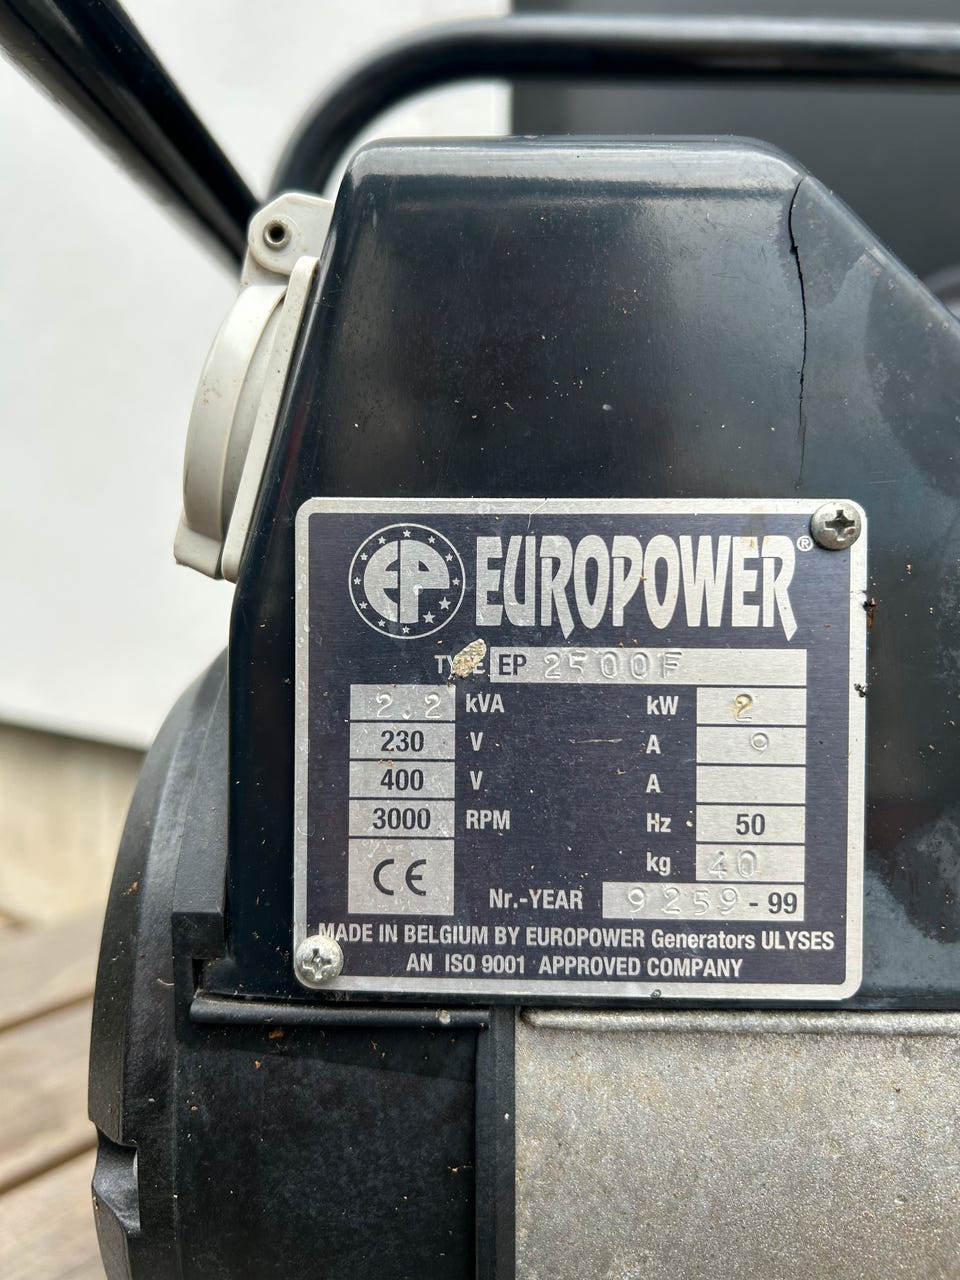 EP EUROPOWER®
TYPE EP 2500F
2.2 kVA kW 2
230 V A 9
400 V A
3000 RPM Hz 50
CE kg 40
Nr.-YEAR 9259 - 99
MADE IN BELGIUM BY EUROPOWER Generators ULYSES
AN ISO 9001 APPROVED COMPANY